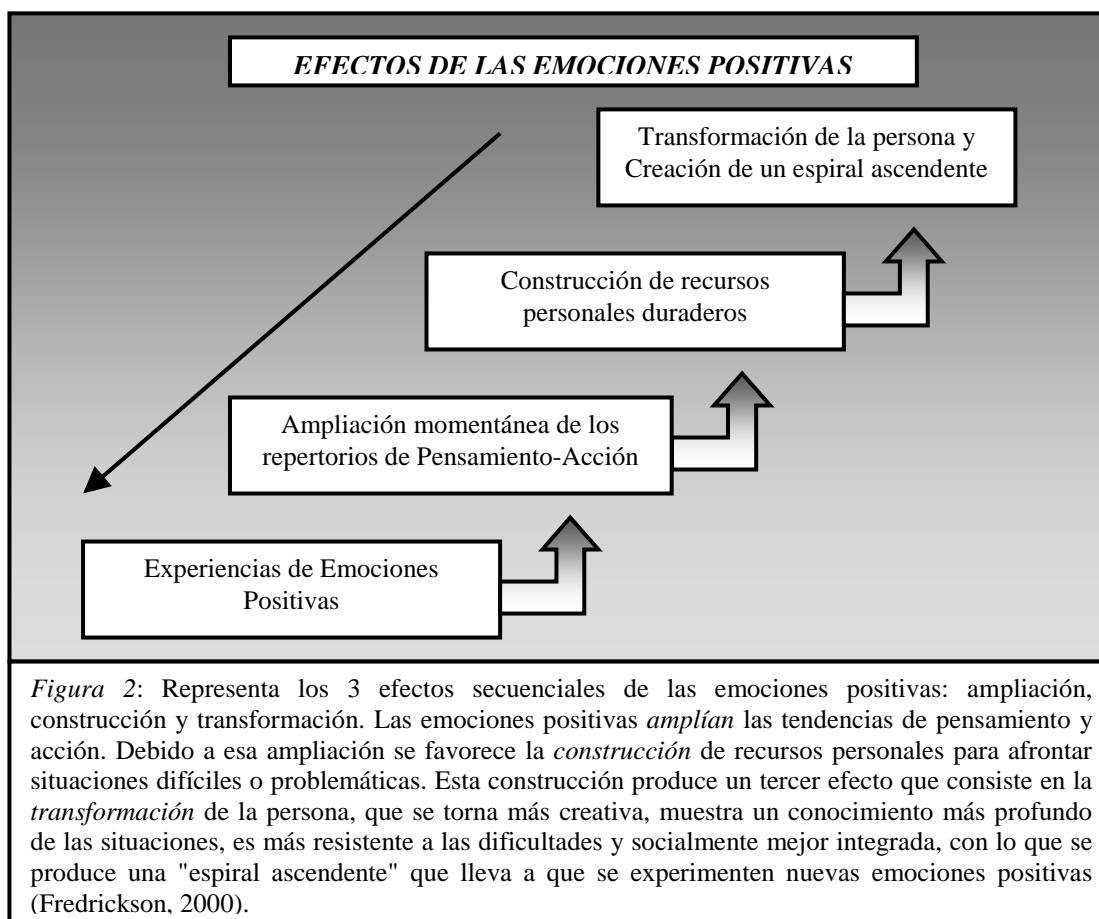 EFECTOS DE LAS EMOCIONES POSITIVAS
Transformación de la persona y
Creación de un espiral ascendente
Construcción de recursos
personales duraderos
Ampliación momentánea de los
repertorios de Pensamiento-Acción
Experiencias de Emociones
Positivas
Figura 2: Representa los 3 efectos secuenciales de las emociones positivas: ampliación,
construcción y transformación. Las emociones positivas amplían las tendencias de pensamiento y
acción. Debido a esa ampliación se favorece la construcción de recursos personales para afrontar
situaciones difíciles o problemáticas. Esta construcción produce un tercer efecto que consiste en la
transformación de la persona, que se torna más creativa, muestra un conocimiento más profundo
de las situaciones, es más resistente a las dificultades y socialmente mejor integrada, con lo que se
produce una "espiral ascendente" que lleva a que se experimenten nuevas emociones positivas
(Fredrickson, 2000).